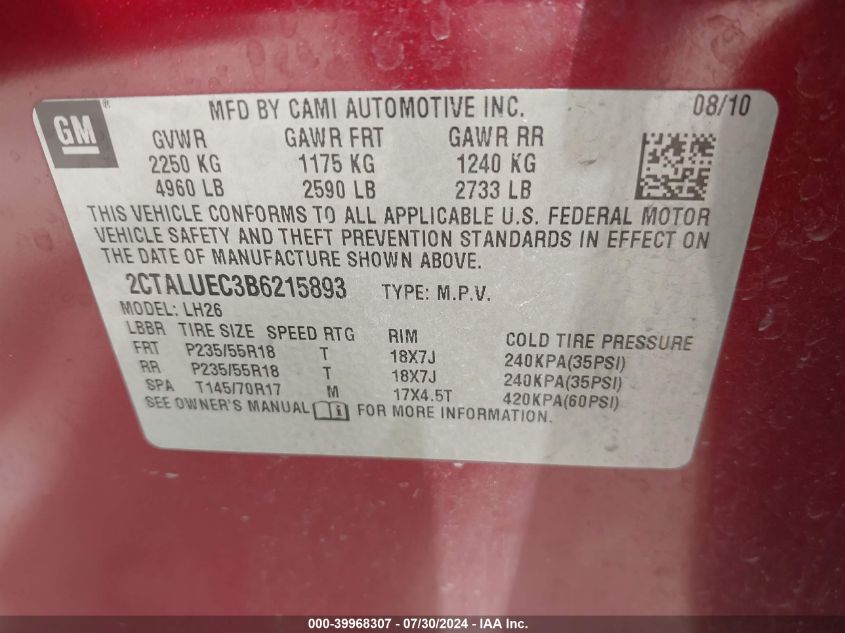 GM®
MFD BY CAMI AUTOMOTIVE INC. 08/10
GVWR GAWR FRT GAWR RR
2250 KG 1175 KG 1240 KG
4960 LB 2590 LB 2733 LB
THIS VEHICLE CONFORMS TO ALL APPLICABLE U.S. FEDERAL MOTOR
VEHICLE SAFETY AND THEFT PREVENTION STANDARDS IN EFFECT ON
THE DATE OF MANUFACTURE SHOWN ABOVE.
2CTALUEC3B6215893 TYPE: M.P.V.
MODEL: LH26
LBBR TIRE SIZE SPEED RTG RIM COLD TIRE PRESSURE
FRT P235/55R18 T 18X7J 240KPA(35PSI)
RR P235/55R18 T 18X7J 240KPA(35PSI)
SPA T145/70R17 M 17X4.5T 420KPA(60PSI)
SEE OWNER'S MANUAL i FOR MORE INFORMATION.
000-39968307 - 07/30/2024 - IAA Inc.